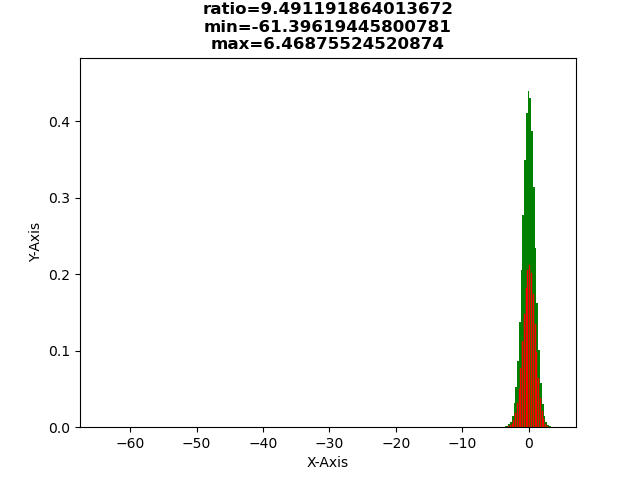 ratio=9.491191864013672
min=-61.39619445800781
max=6.46875524520874
Y-Axis
0.4
0.3
0.2
0.1
0.0
−60
−50
−40
−30
−20
−10
0
X-Axis